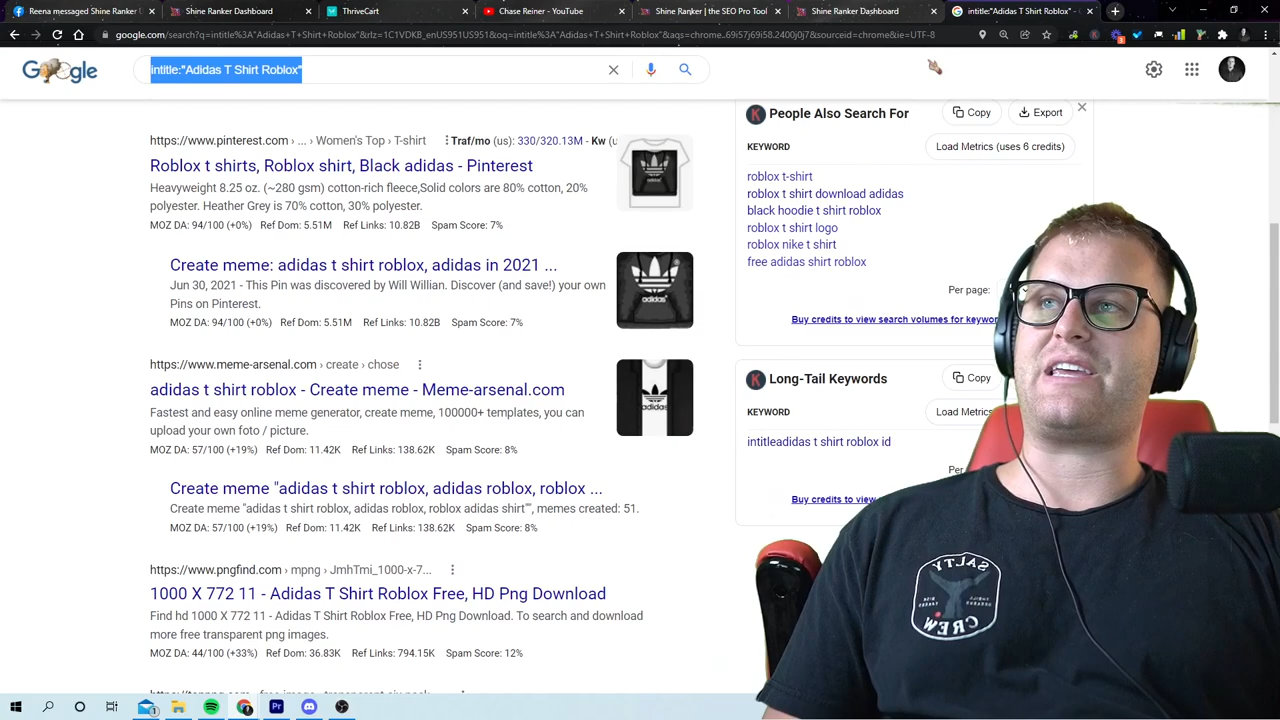 Reena messaged you
Shine Ranker Dashboard
ThriveCart
Chase Reiner - YouTube
Shine Ranker | the SEO Power Tool
Shine Ranker Dashboard
intitle:"Adidas T Shirt Roblox" -
google.com/search?q=intitle%3A"Adidas+T+Shirt+Roblox"&rlz=1C1VDKB_enUS951US951&oq=intitle%3A"Adidas+T+Shirt+Roblox"&aqs=chrome..69i57j69i58.2400j0j7&sourceid=chrome&ie=UTF-8
intitle:"Adidas T Shirt Roblox"
https://www.pinterest.com › ... › Women's Top › T-shirt
Traf/mo (us): 330/320.13M - Kw (u
Roblox t shirts, Roblox shirt, Black adidas - Pinterest
Heavyweight 8.25 oz. (~280 gsm) cotton-rich fleece,Solid colors are 80% cotton, 20%
polyester. Heather Grey is 70% cotton, 30% polyester.
MOZ DA: 94/100 (+0%) Ref Dom: 5.51M Ref Links: 10.82B Spam Score: 7%
Create meme: adidas t shirt roblox, adidas in 2021 ...
Jun 30, 2021 - This Pin was discovered by Will Willian. Discover (and save!) your own
Pins on Pinterest.
MOZ DA: 94/100 (+0%) Ref Dom: 5.51M Ref Links: 10.82B Spam Score: 7%
adidas
https://www.meme-arsenal.com › create › chose
adidas t shirt roblox - Create meme - Meme-arsenal.com
Fastest and easy online meme generator, create meme, 100000+ templates, you can
upload your own foto / picture.
MOZ DA: 57/100 (+19%) Ref Dom: 11.42K Ref Links: 138.62K Spam Score: 8%
adidas
Create meme "adidas t shirt roblox, adidas roblox, roblox ...
Create meme "adidas t shirt roblox, adidas roblox, roblox adidas shirt"", memes created: 51.
MOZ DA: 57/100 (+19%) Ref Dom: 11.42K Ref Links: 138.62K Spam Score: 8%
https://www.pngfind.com › mpng › JmhTmi_1000-x-7...
1000 X 772 11 - Adidas T Shirt Roblox Free, HD Png Download
Find hd 1000 X 772 11 - Adidas T Shirt Roblox Free, HD Png Download. To search and download
more free transparent png images.
MOZ DA: 44/100 (+33%) Ref Dom: 36.83K Ref Links: 794.15K Spam Score: 12%
People Also Search For
Copy
Export
KEYWORD
Load Metrics (uses 6 credits)
roblox t-shirt
roblox t shirt download adidas
black hoodie t shirt roblox
roblox t shirt logo
roblox nike t shirt
free adidas shirt roblox
Per page:
Buy credits to view search volumes for keywor
Long-Tail Keywords
Copy
KEYWORD
Load Metrics
intitleadidas t shirt roblox id
Per
Buy credits to view
SALTY
CREW